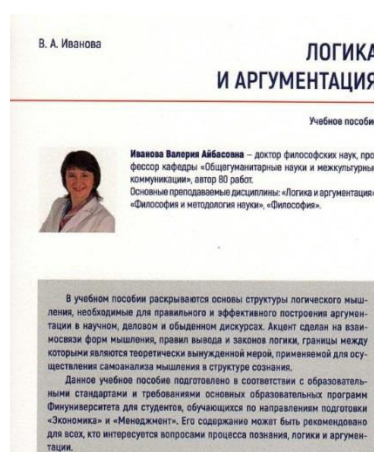 В. А. Иванова
ЛОГИКА
И АРГУМЕНТАЦИЯ
Учебное пособи
Иванова Валерия Айбасовна – доктор философских наук, про
фессор кафедры «Общегуманитарные науки и межкультурны
коммуникации», автор 80 работ.
Основные преподаваемые дисциплины: «Логика и аргументация»
«Философия и методология науки», «Философия».
В учебном пособии раскрываются основы структуры логического мыш-
ления, необходимые для правильного и эффективного построения аргумен-
тации в научном, деловом и обыденном дискурсах. Акцент сделан на взаи-
мосвязи форм мышления, правил вывода и законов логики, границы между
которыми являются теоретически вынужденной мерой, применяемой для осу-
ществления самоанализа мышления в структуре сознания.
Данное учебное пособие подготовлено в соответствии с образователь-
ными стандартами и требованиями основных образовательных программ
Финуниверситета для студентов, обучающихся по направлениям подготовки
«Экономика» и «Менеджмент». Его содержание может быть рекомендовано
для всех, кто интересуется вопросами процесса познания, логики и аргумен-
тации.